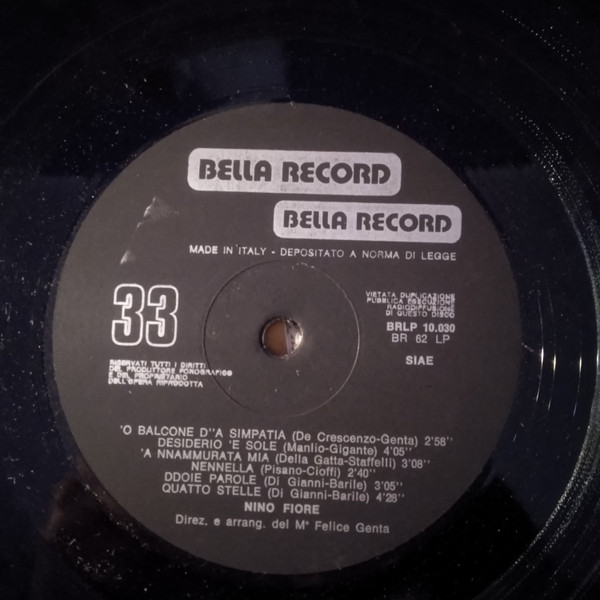 BELLA RECORD
BELLA RECORD
MADE IN ITALY - DEPOSITATO A NORMA DI LEGGE
33
VIETATA DUPLICAZIONE
PUBBLICA ESECUZIONE
RADIODIFFUSIONE
DI QUESTO DISCO
BRLP 10.030
BR 62 LP
SIAE
RISERVATI TUTTI I DIRITTI
DEL PRODUTTORE FONOGRAFICO
E DEL PROPRIETARIO
DELL'OPERA RIPRODOTTA
'O BALCONE D''A SIMPATIA (De Crescenzo-Genta) 2'58''
DESIDERIO 'E SOLE (Manlio-Gigante) 4'05''
'A NNAMMURATA MIA (Della Gatta-Staffelli) 3'08''
NENNELLA (Pisano-Cioffi) 2'40''
DDOIE PAROLE (Di Gianni-Barile) 3'05''
QUATTO STELLE (Di Gianni-Barile) 4'28''
NINO FIORE
Direz. e arrang. del M° Felice Genta